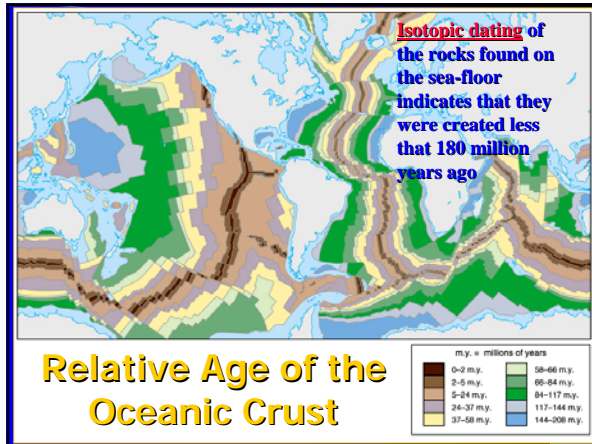 Isotopic dating of
the rocks found on
the sea-floor
indicates that they
were created less
that 180 million
years ago
Relative Age of the
Oceanic Crust
m.y. = millions of years
0–2 m.y.
2–5 m.y.
5–24 m.y.
24–37 m.y.
37–58 m.y.
58–66 m.y.
66–84 m.y.
84–117 m.y.
117–144 m.y.
144–208 m.y.